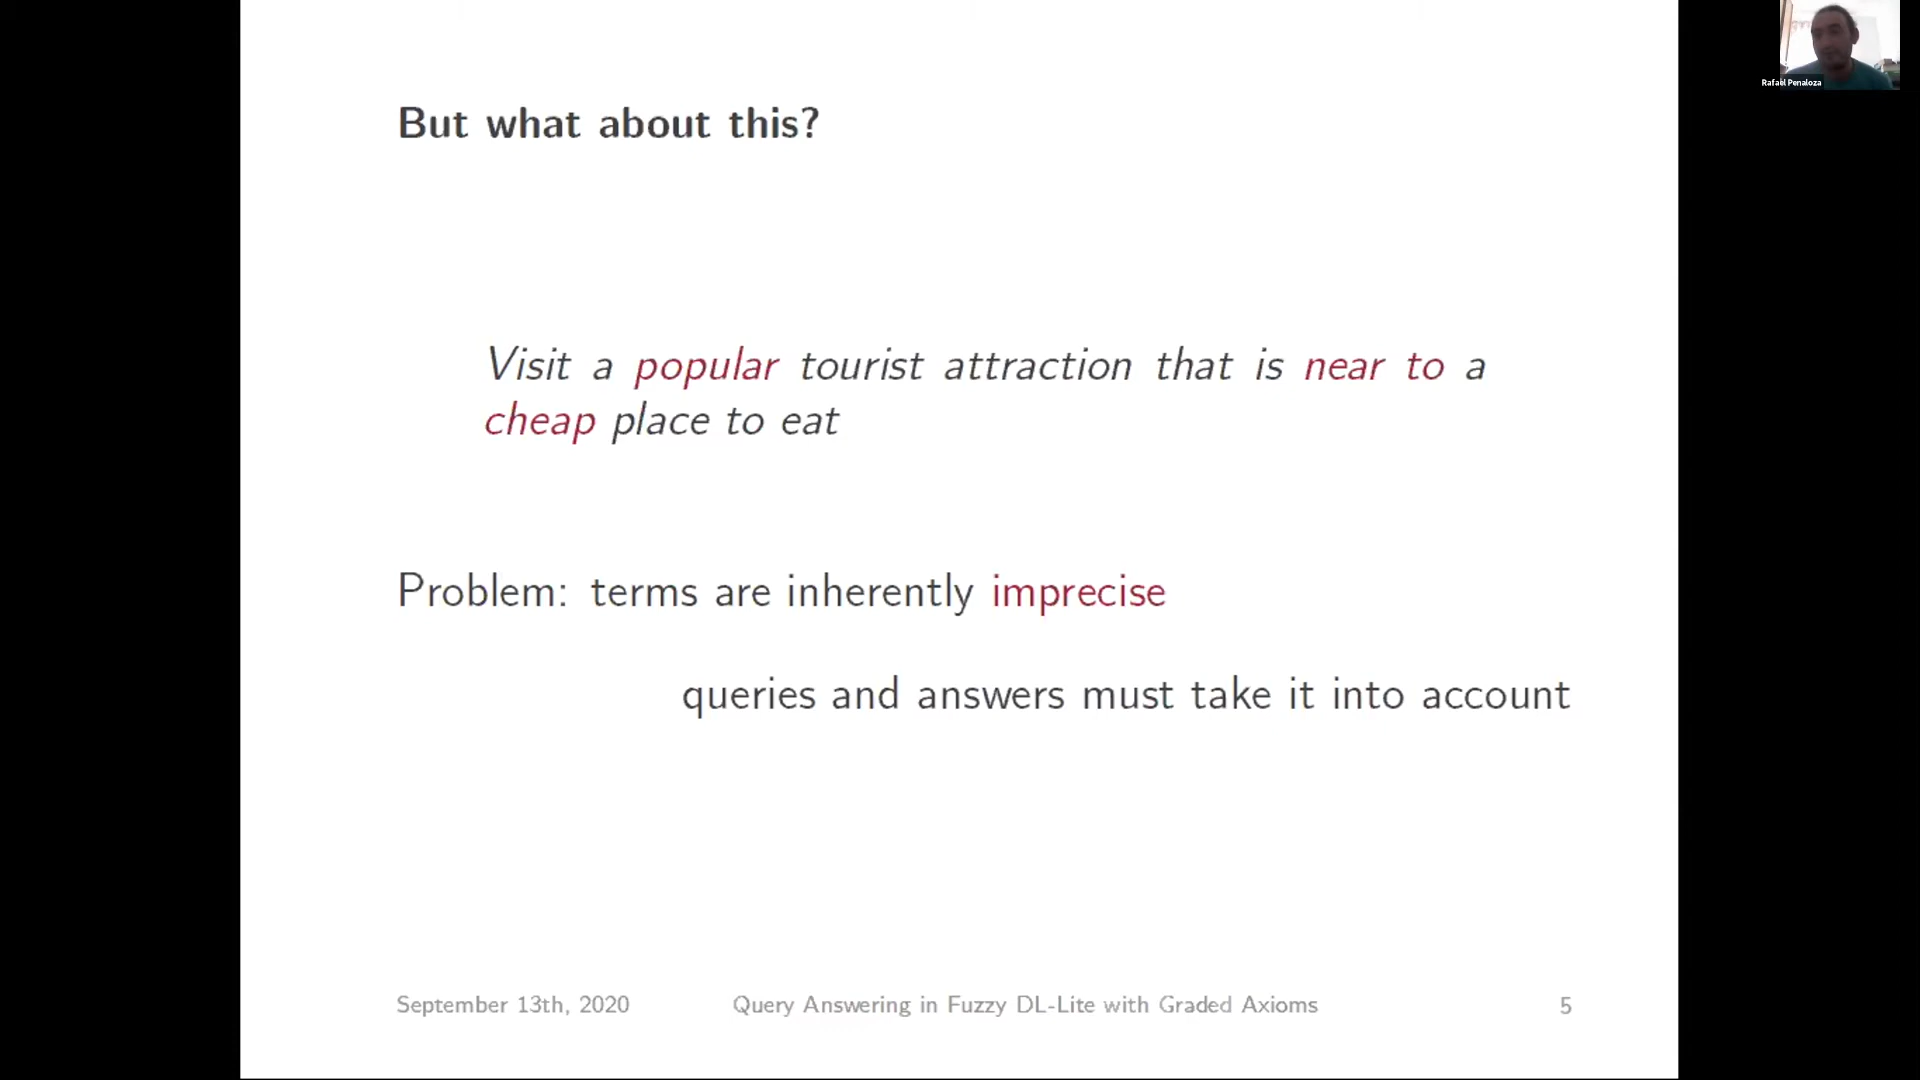 Rafael Penaloza
But what about this?
Visit a popular tourist attraction that is near to a
cheap place to eat
Problem: terms are inherently imprecise
queries and answers must take it into account
September 13th, 2020 Query Answering in Fuzzy DL-Lite with Graded Axioms 5